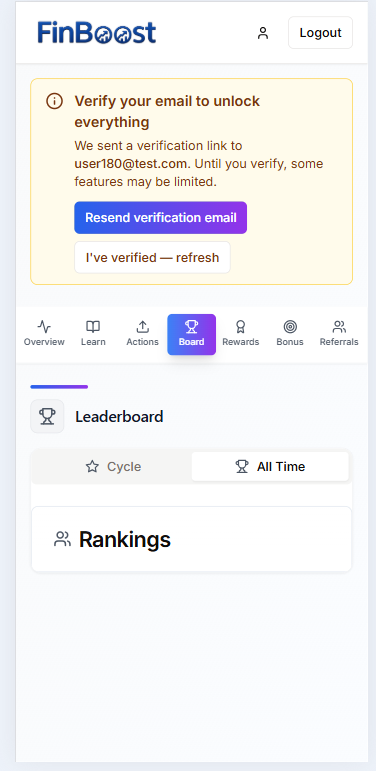 FinBoost
Logout
Verify your email to unlock
everything
We sent a verification link to
user180@test.com. Until you verify, some
features may be limited.
Resend verification email
I've verified — refresh
Overview
Learn
Actions
Board
Rewards
Bonus
Referrals
Leaderboard
Cycle
All Time
Rankings